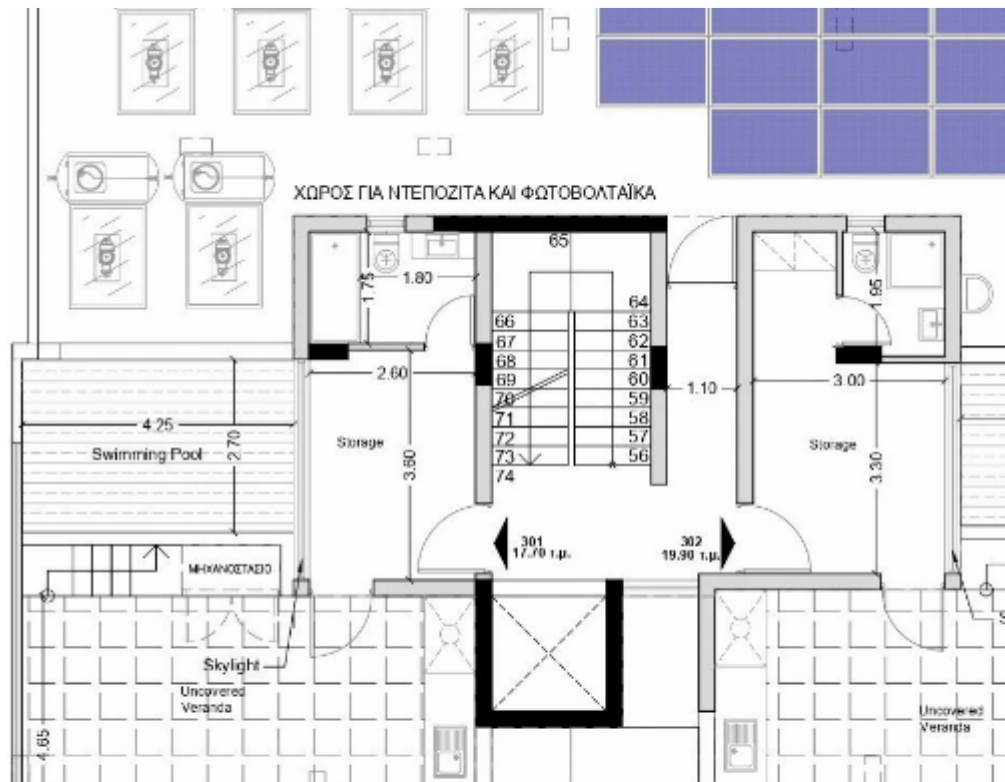 ΧΩΡΟΣ ΓΙΑ ΝΤΕΠΟΖΙΤΑ ΚΑΙ ΦΩΤΟΒΟΛΤΑΪΚΑ
65
1.75
1.80
1.95
64
66
63
67
62
68
61
69
60
70
59
71
58
72
57
73
56
74
2.60
1.10
3.00
4.25
2.70
Swimming Pool
Storage
3.60
Storage
3.30
301
17.70 τ.μ.
302
19.90 τ.μ.
ΜΗΧΑΝΟΣΤΑΣΙΟ
Skylight
S
Uncovered
Veranda
Uncovered
Veranda
4.65